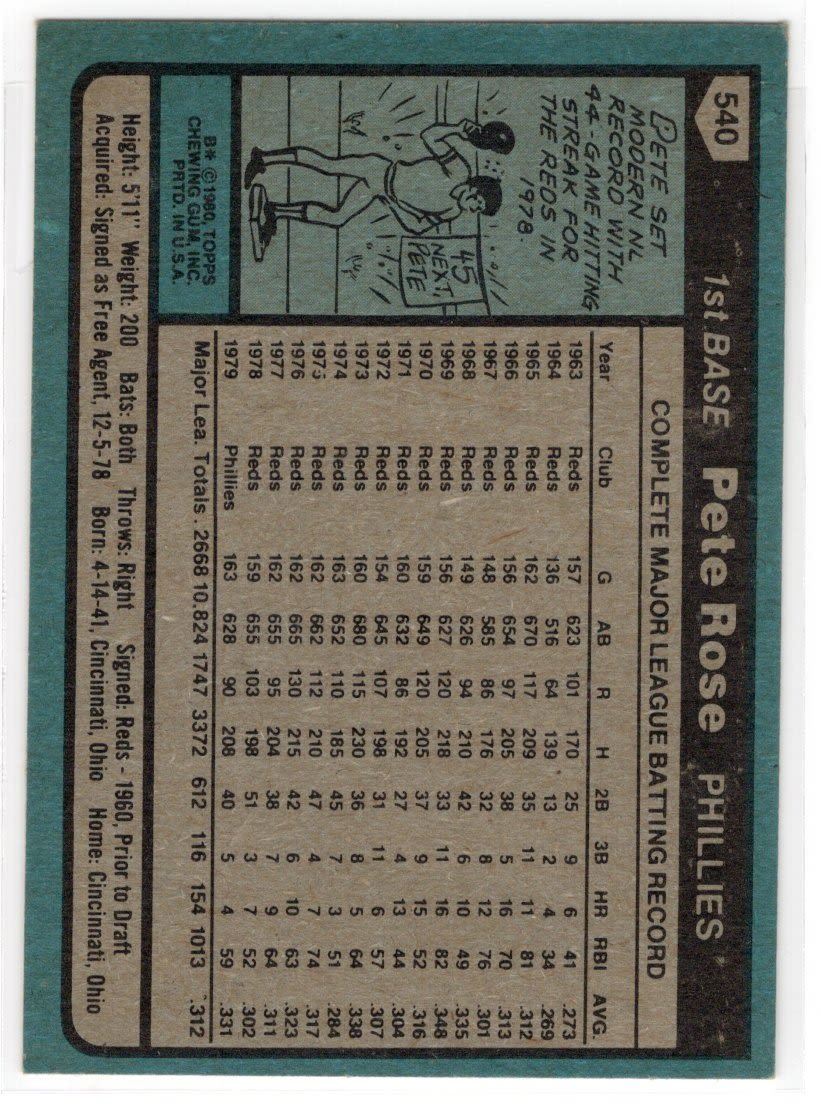 540 1st BASE Pete Rose PHILLIES
PETE SET
MODERN NL
RECORD WITH
44-GAME HITTING
STREAK FOR
THE REDS IN
1978.
45
NEXT,
PETE
B* © 1980, TOPPS
CHEWING GUM, INC.
PRTD. IN U.S.A.
COMPLETE MAJOR LEAGUE BATTING RECORD
Year Club G AB R H 2B 3B HR RBI AVG.
1963 Reds 157 623 101 170 25 9 6 41 .273
1964 Reds 136 516 64 139 13 2 4 34 .269
1965 Reds 162 670 117 209 35 11 11 81 .312
1966 Reds 156 654 97 205 38 5 16 70 .313
1967 Reds 148 585 86 176 32 8 12 76 .301
1968 Reds 149 626 94 210 42 6 10 49 .335
1969 Reds 156 627 120 218 33 11 16 82 .348
1970 Reds 159 649 120 205 37 9 15 52 .316
1971 Reds 160 632 86 192 27 4 13 44 .304
1972 Reds 154 645 107 198 31 11 6 57 .307
1973 Reds 160 680 115 230 36 8 5 64 .338
1974 Reds 163 652 110 185 45 7 3 51 .284
1975 Reds 162 662 112 210 47 4 7 74 .317
1976 Reds 162 665 130 215 42 6 10 63 .323
1977 Reds 162 655 95 204 38 7 9 64 .311
1978 Reds 159 655 103 198 51 3 7 52 .302
1979 Phillies 163 628 90 208 40 5 4 59 .331
Major Lea. Totals . 2668 10,824 1747 3372 612 116 154 1013 .312
Height: 5'11" Weight: 200 Bats: Both Throws: Right Signed: Reds - 1960, Prior to Draft
Acquired: Signed as Free Agent, 12-5-78 Born: 4-14-41, Cincinnati, Ohio Home: Cincinnati, Ohio